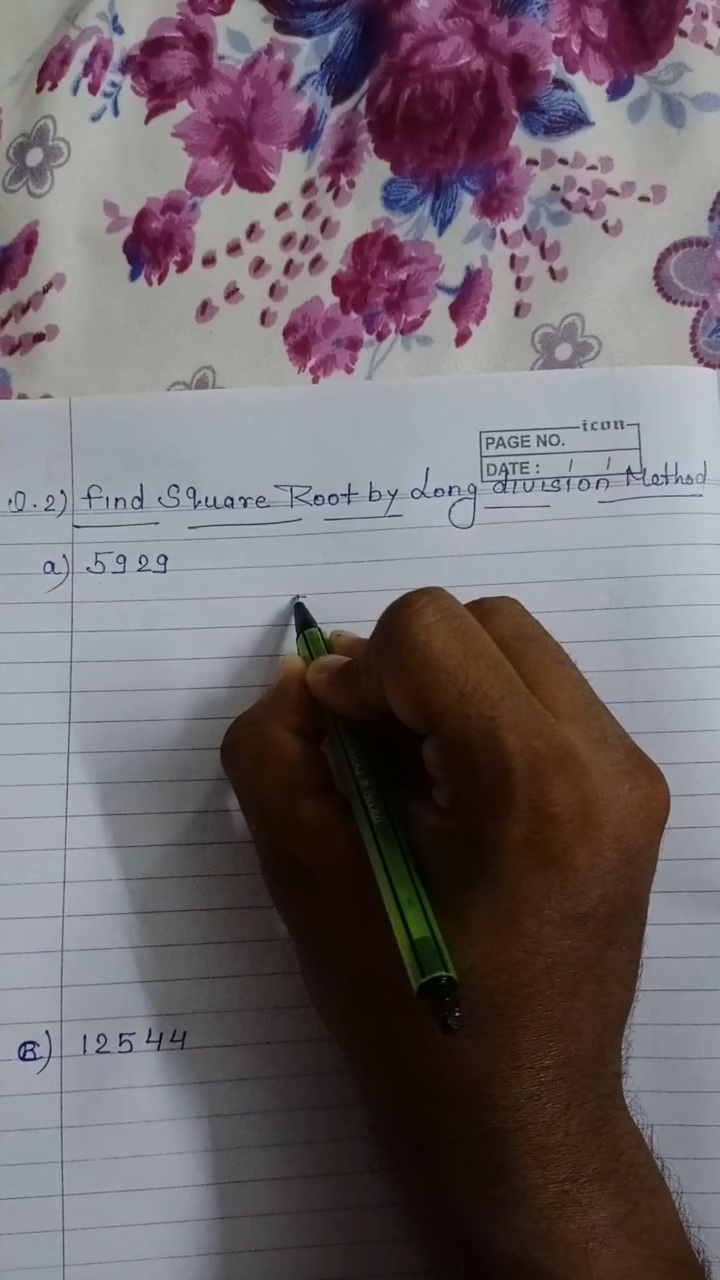 icon
PAGE NO.
DATE : / /
Q.2) find Square Root by Long division Method
a) 5929
B) 12544